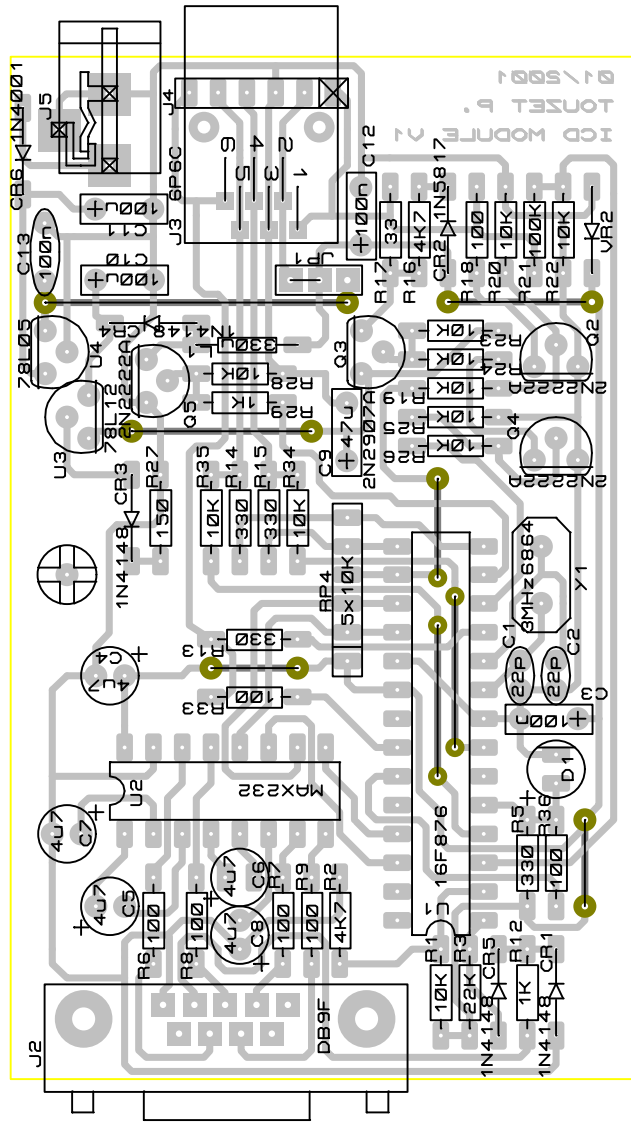 01/2001
TOUZET P.
ICD MODULE V1
J5
1N4001
CR6
J4
6P6C
J3
6
5
4
3
2
1
C12
100n
C11
100u
C10
100u
C13
100n
JP1
R17
33
R16
4K7
CR2
1N5817
R18
100
R20
10K
R21
100K
R22
10K
VR2
78L05
U4
CR4
1N4148
L1
330u
R28
10K
R29
1K
Q5
2N2222A
78L12
U3
Q3
2N2907A
C9
47u
R23
10K
R24
10K
R19
10K
R25
10K
R26
10K
Q2
2N2222A
Q4
2N2222A
CR3
1N4148
R27
150
R35
10K
R14
330
R15
330
R34
10K
RP4
5x10K
GMHz6864
Y1
C4
4u7
R13
330
R33
100
C1
22P
C2
22P
C3
100n
D1
U2
MAX232
U1
16F876
C7
4u7
C5
4u7
C6
4u7
C8
4u7
R6
100
R8
100
R7
100
R9
100
R2
4K7
R5
330
R36
100
R1
10K
R3
22K
CR5
1N4148
R12
1K
CR1
1N4148
J2
DB9F